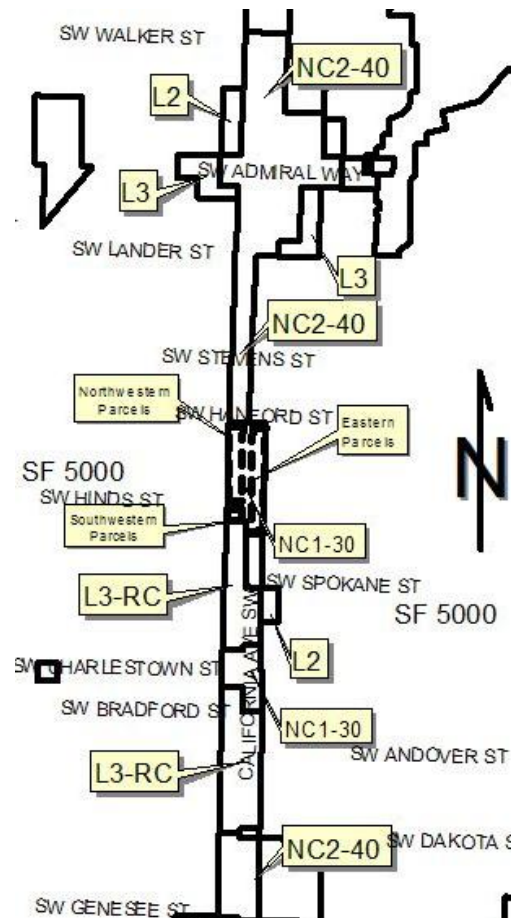 SW WALKER ST
NC2-40
L2
SW ADMIRAL WAY
L3
SW LANDER ST
L3
NC2-40
SW STEVENS ST
Northwestern
Parcels
SW HANFORD ST
Eastern
Parcels
SF 5000
N
SW HINDS ST
Southwestern
Parcels
NC1-30
L3-RC
SW SPOKANE ST
SF 5000
CALIFORNIA AVE SW
L2
SW CHARLESTOWN ST
SW BRADFORD ST
NC1-30
SW ANDOVER ST
L3-RC
NC2-40
SW DAKOTA S
SW GENESEE ST